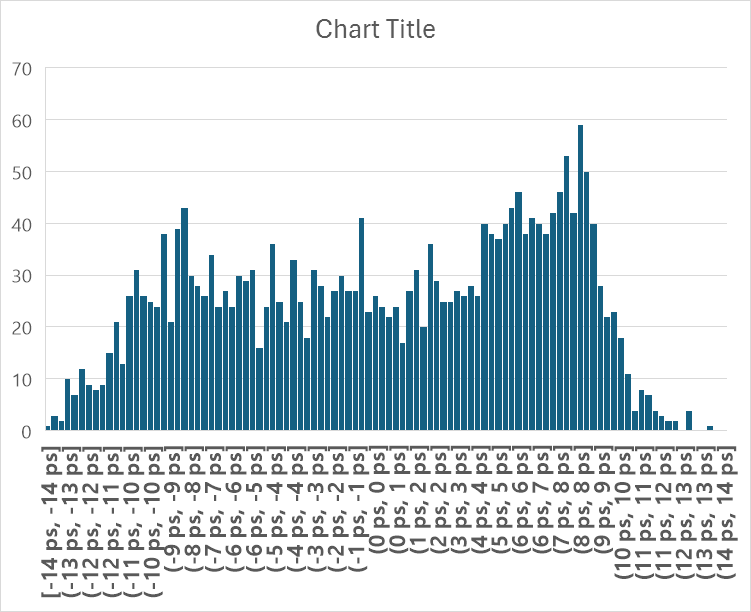 Chart Title
70
60
50
40
30
20
10
0
[-14 ps, -14 ps]
(-13 ps, -13 ps]
(-12 ps, -12 ps]
(-12 ps, -11 ps]
(-11 ps, -10 ps]
(-10 ps, -10 ps]
(-9 ps, -9 ps]
(-8 ps, -8 ps]
(-7 ps, -7 ps]
(-6 ps, -6 ps]
(-6 ps, -5 ps]
(-5 ps, -4 ps]
(-4 ps, -4 ps]
(-3 ps, -3 ps]
(-2 ps, -2 ps]
(-1 ps, -1 ps]
(0 ps, 0 ps]
(0 ps, 1 ps]
(1 ps, 2 ps]
(2 ps, 2 ps]
(3 ps, 3 ps]
(4 ps, 4 ps]
(5 ps, 5 ps]
(6 ps, 6 ps]
(6 ps, 7 ps]
(7 ps, 8 ps]
(8 ps, 8 ps]
(9 ps, 9 ps]
(10 ps, 10 ps]
(11 ps, 11 ps]
(11 ps, 12 ps]
(12 ps, 13 ps]
(13 ps, 13 ps]
(14 ps, 14 ps]